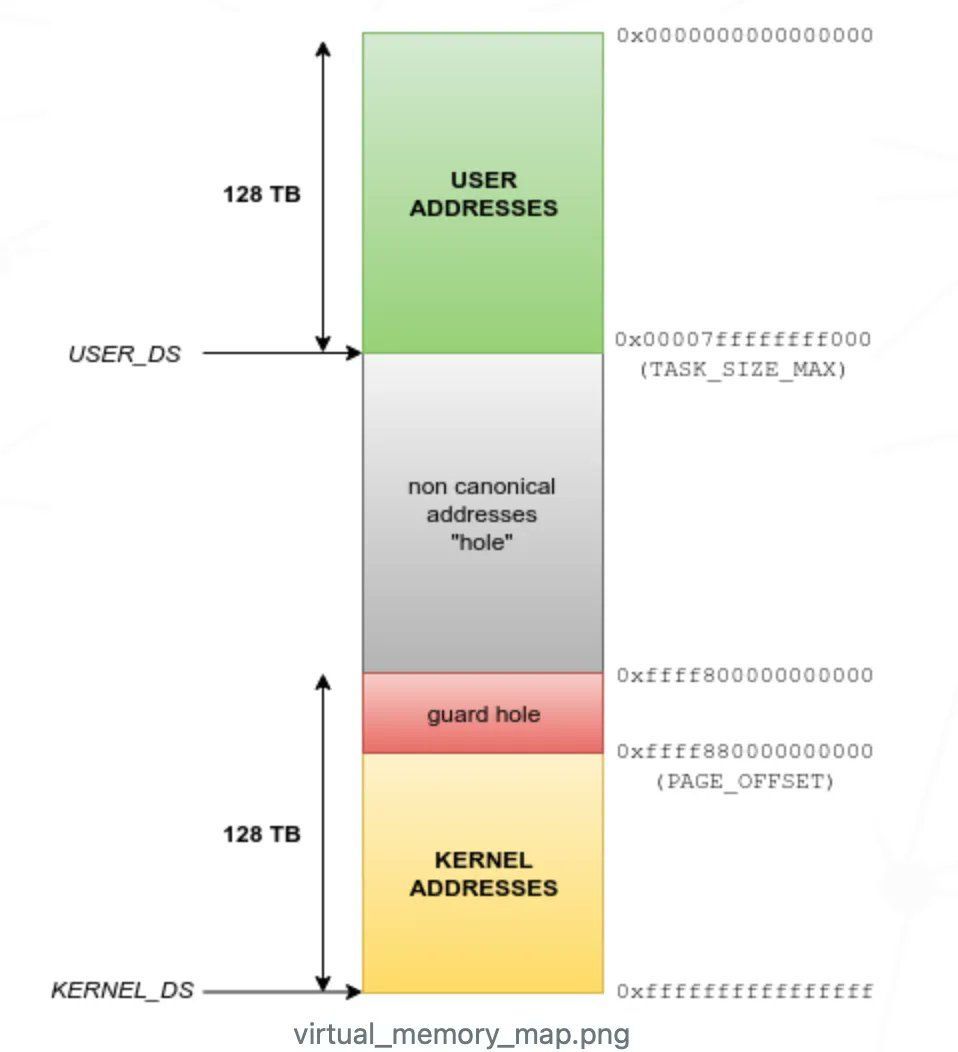 0x0000000000000000
128 TB
USER
ADDRESSES
USER_DS
0x00007ffffffff000
(TASK_SIZE_MAX)
non canonical
addresses
"hole"
0xffff800000000000
guard hole
0xffff880000000000
(PAGE_OFFSET)
128 TB
KERNEL
ADDRESSES
KERNEL_DS
0xffffffffffffffff
virtual_memory_map.png